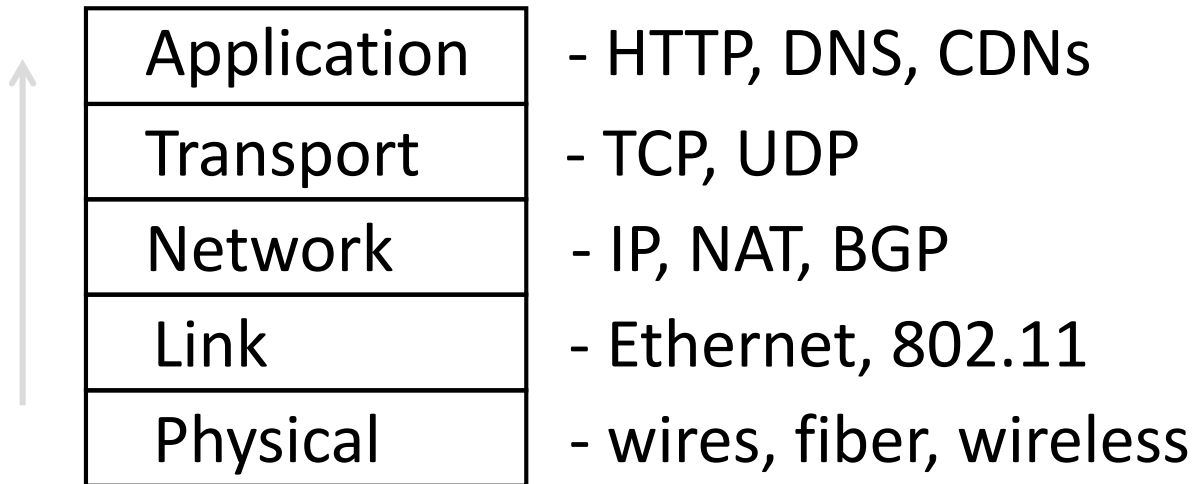 Application - HTTP, DNS, CDNs
Transport - TCP, UDP
Network - IP, NAT, BGP
Link - Ethernet, 802.11
Physical - wires, fiber, wireless